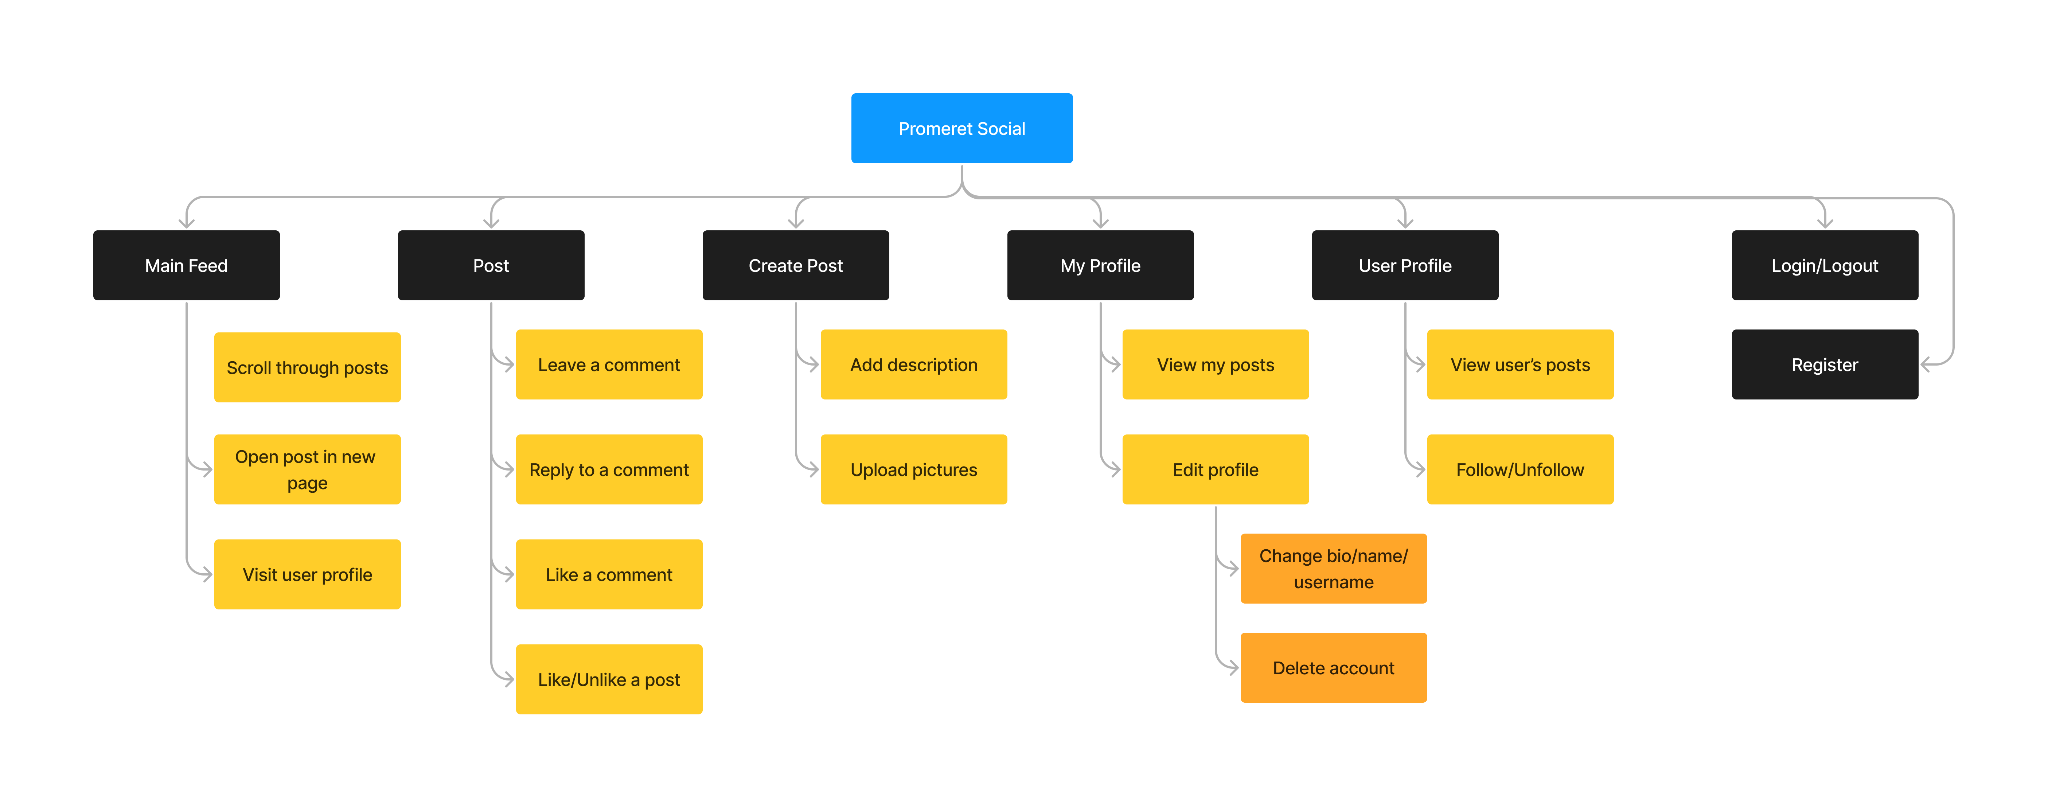 Promeret Social
Main Feed
Post
Create Post
My Profile
User Profile
Login/Logout
Scroll through posts
Open post in new
page
Visit user profile
Leave a comment
Reply to a comment
Like a comment
Like/Unlike a post
Add description
Upload pictures
View my posts
Edit profile
Change bio/name/
username
Delete account
View user’s posts
Follow/Unfollow
Register